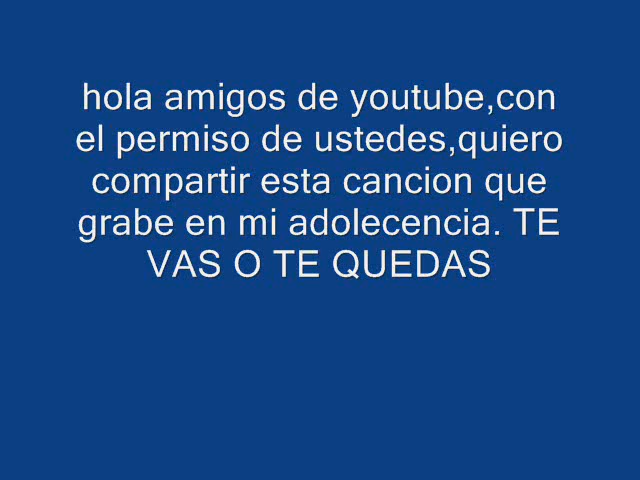 hola amigos de youtube,con
el permiso de ustedes,quiero
compartir esta cancion que
grabe en mi adolecencia. TE
VAS O TE QUEDAS